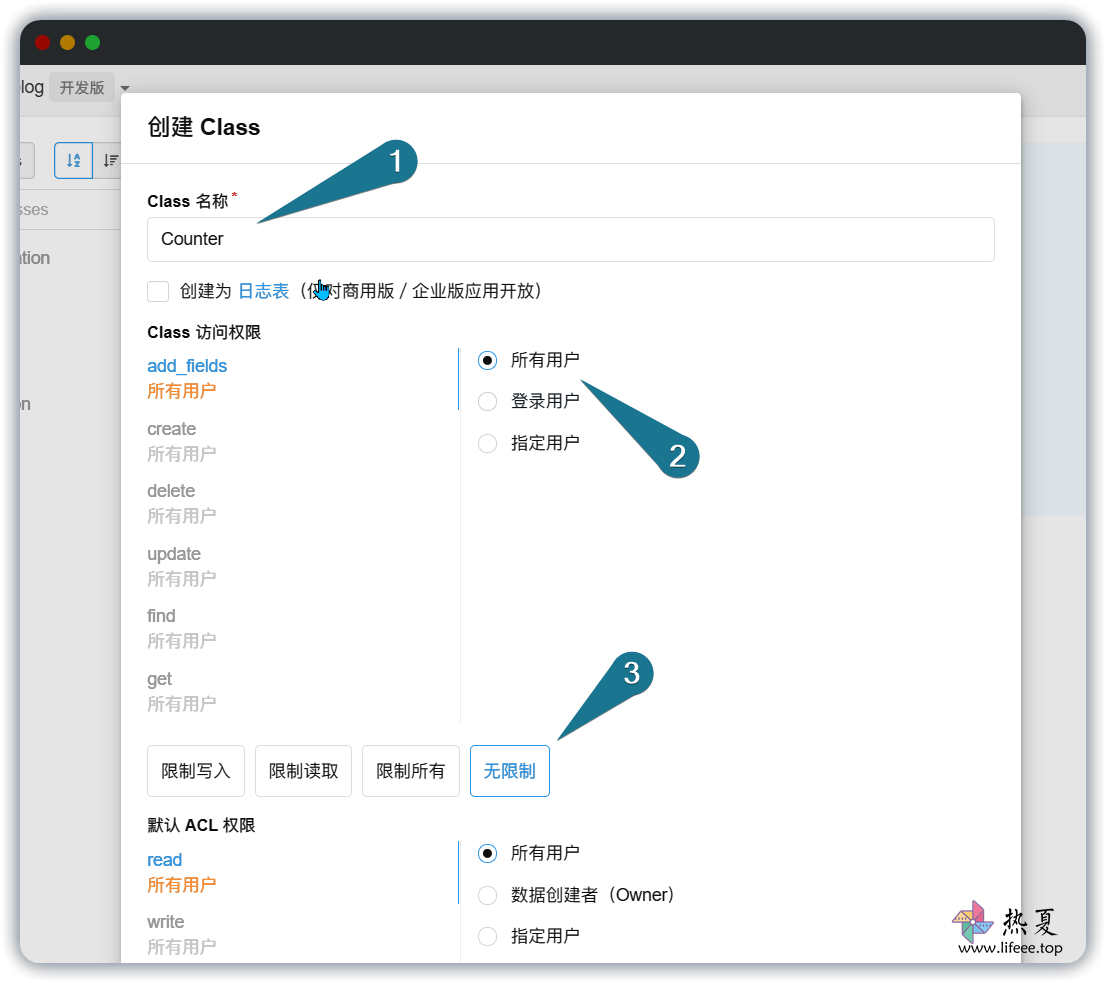 log 开发版
创建 Class
1
Class 名称 *
Counter
创建为 日志表（仅对商用版 / 企业版应用开放）
sses
Class 访问权限
add_fields
所有用户
所有用户
登录用户
指定用户
2
create
所有用户
delete
所有用户
update
所有用户
find
所有用户
get
所有用户
3
限制写入 限制读取 限制所有 无限制
默认 ACL 权限
read
所有用户
所有用户
数据创建者（Owner）
指定用户
write
所有用户
热夏
www.lifeee.top